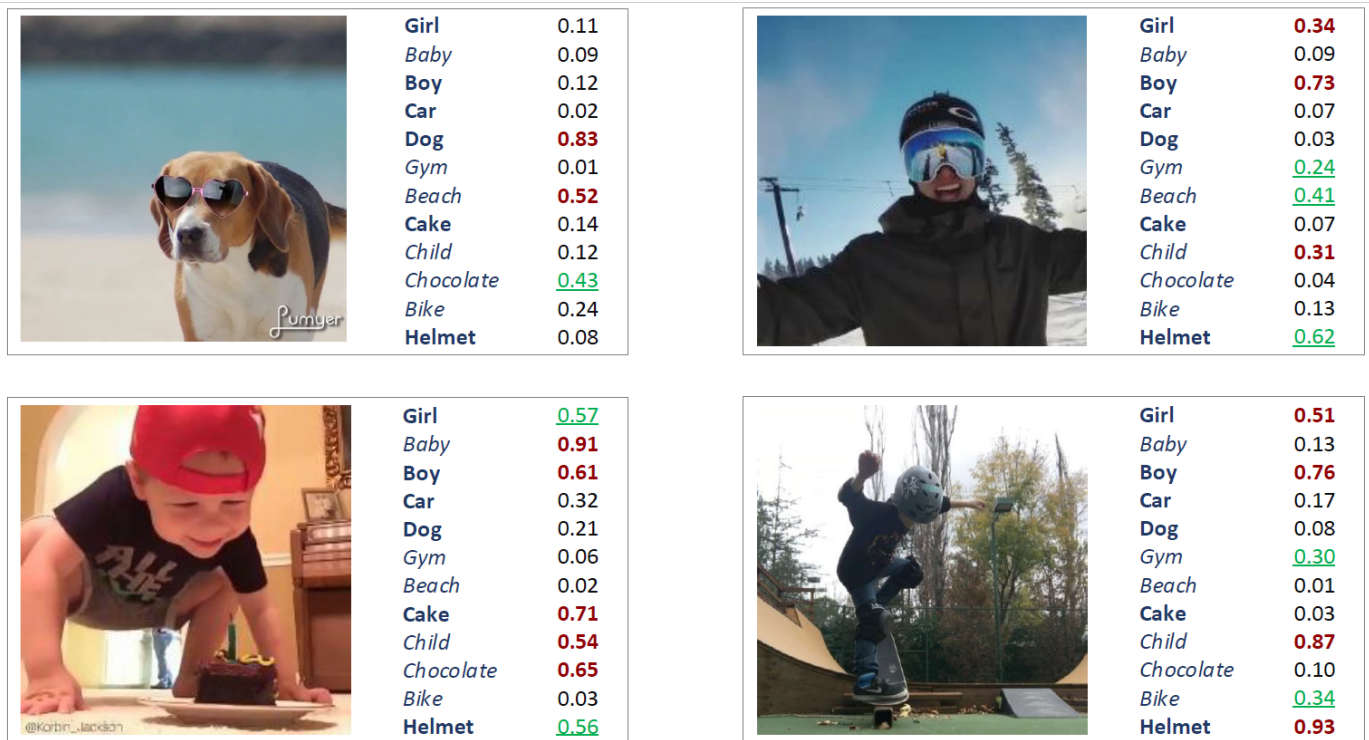 Girl 0.11
Baby 0.09
Boy 0.12
Car 0.02
Dog 0.83
Gym 0.01
Beach 0.52
Cake 0.14
Child 0.12
Chocolate 0.43
Bike 0.24
Helmet 0.08
Pumyer
Girl 0.34
Baby 0.09
Boy 0.73
Car 0.07
Dog 0.03
Gym 0.24
Beach 0.41
Cake 0.07
Child 0.31
Chocolate 0.04
Bike 0.13
Helmet 0.62
Girl 0.57
Baby 0.91
Boy 0.61
Car 0.32
Dog 0.21
Gym 0.06
Beach 0.02
Cake 0.71
Child 0.54
Chocolate 0.65
Bike 0.03
Helmet 0.56
ALL
THE
@Korbin_Jackson
Girl 0.51
Baby 0.13
Boy 0.76
Car 0.17
Dog 0.08
Gym 0.30
Beach 0.01
Cake 0.03
Child 0.87
Chocolate 0.10
Bike 0.34
Helmet 0.93